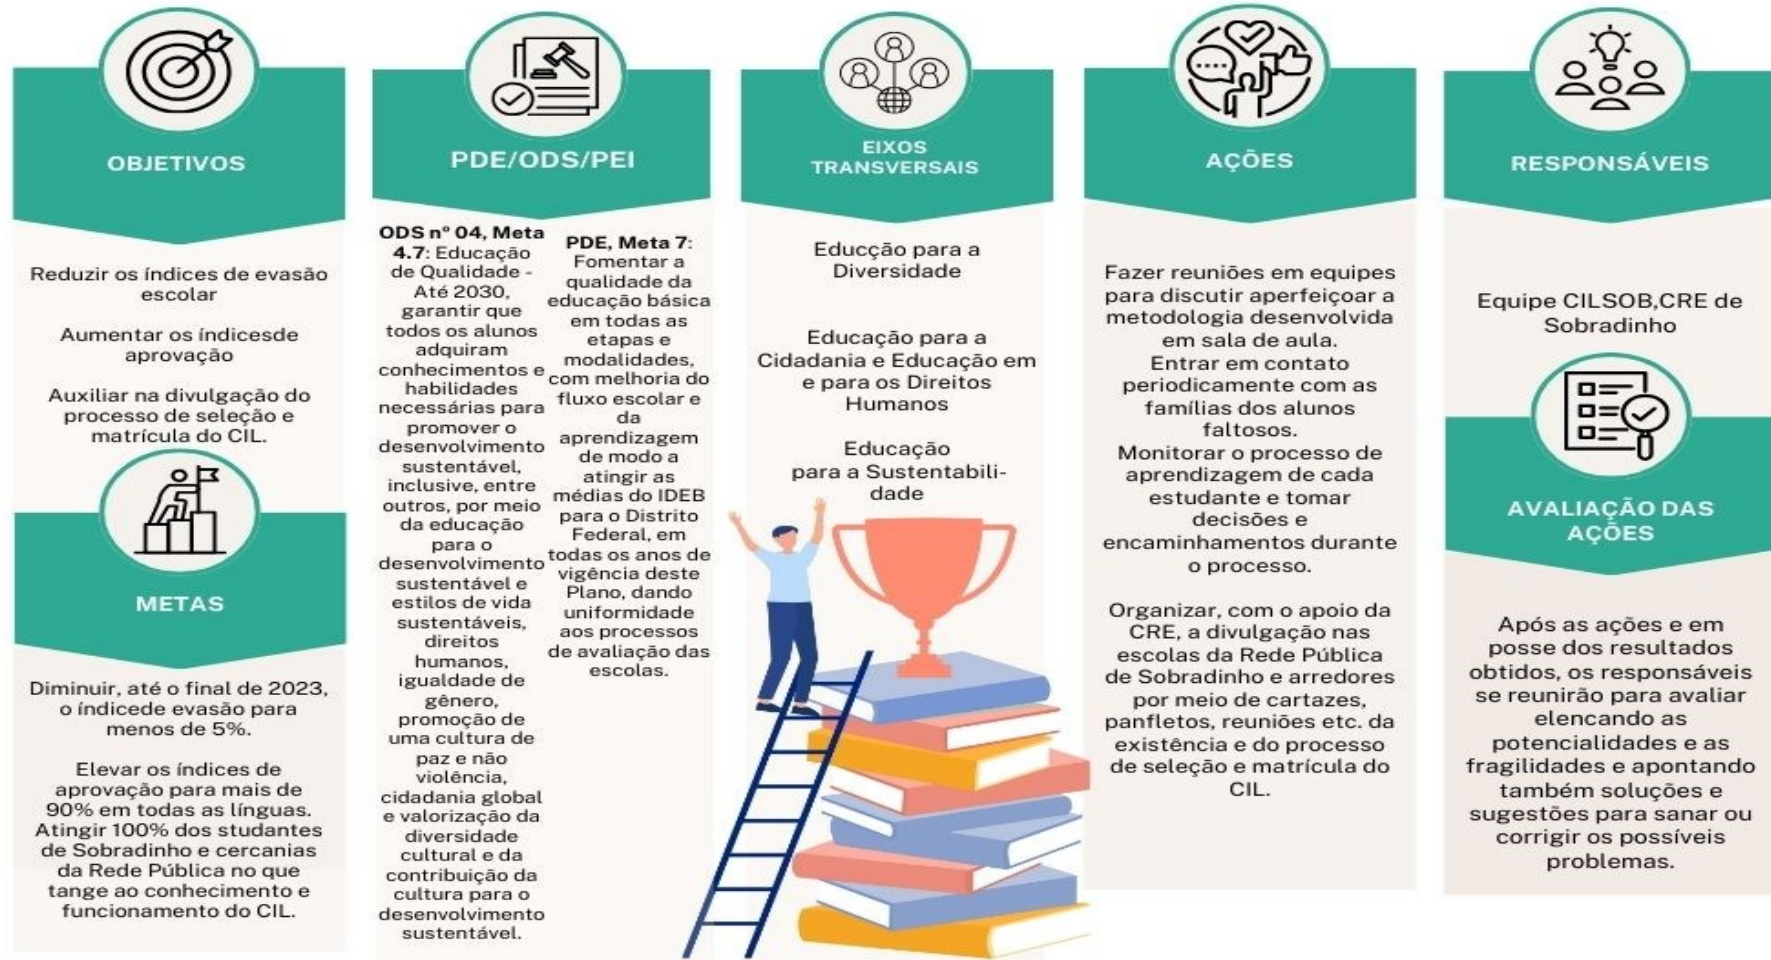 OBJETIVOS
Reduzir os índices de evasão
escolar
Aumentar os índicesde
aprovação
Auxiliar na divulgação do
processo de seleção e
matrícula do CIL.
METAS
Diminuir, até o final de 2023,
o índicede evasão para
menos de 5%.
Elevar os índices de
aprovação para mais de
90% em todas as línguas.
Atingir 100% dos studantes
de Sobradinho e cercanias
da Rede Pública no que
tange ao conhecimento e
funcionamento do CIL.
PDE/ODS/PEI
ODS nº 04, Meta
4.7: Educação
de Qualidade -
Até 2030,
garantir que
todos os alunos
adquiram
conhecimentos e
habilidades
necessárias para
promover o
desenvolvimento
sustentável,
inclusive, entre
outros, por meio
da educação
para o
desenvolvimento
sustentável e
estilos de vida
sustentáveis,
direitos
humanos,
igualdade de
gênero,
promoção de
uma cultura de
paz e não
violência,
cidadania global
e valorização da
diversidade
cultural e da
contribuição da
cultura para o
desenvolvimento
sustentável.
PDE, Meta 7:
Fomentar a
qualidade da
educação básica
em todas as
etapas e
modalidades,
com melhoria do
fluxo escolar e
da
aprendizagem
de modo a
atingir as
médias do IDEB
para o Distrito
Federal, em
todas os anos de
vigência deste
Plano, dando
uniformidade
aos processos
de avaliação das
escolas.
EIXOS
TRANSVERSAIS
Educção para a
Diversidade
Educação para a
Cidadania e Educação em
e para os Direitos
Humanos
Educação
para a Sustentabili-
dade
AÇÕES
Fazer reuniões em equipes
para discutir aperfeiçoar a
metodologia desenvolvida
em sala de aula.
Entrar em contato
periodicamente com as
famílias dos alunos
faltosos.
Monitorar o processo de
aprendizagem de cada
estudante e tomar
decisões e
encaminhamentos durante
o processo.
Organizar, com o apoio da
CRE, a divulgação nas
escolas da Rede Pública
de Sobradinho e arredores
por meio de cartazes,
panfletos, reuniões etc. da
existência e do processo
de seleção e matrícula do
CIL.
RESPONSÁVEIS
Equipe CILSOB,CRE de
Sobradinho
AVALIAÇÃO DAS
AÇÕES
Após as ações e em
posse dos resultados
obtidos, os responsáveis
se reunirão para avaliar
elencando as
potencialidades e as
fragilidades e apontando
também soluções e
sugestões para sanar ou
corrigir os possíveis
problemas.